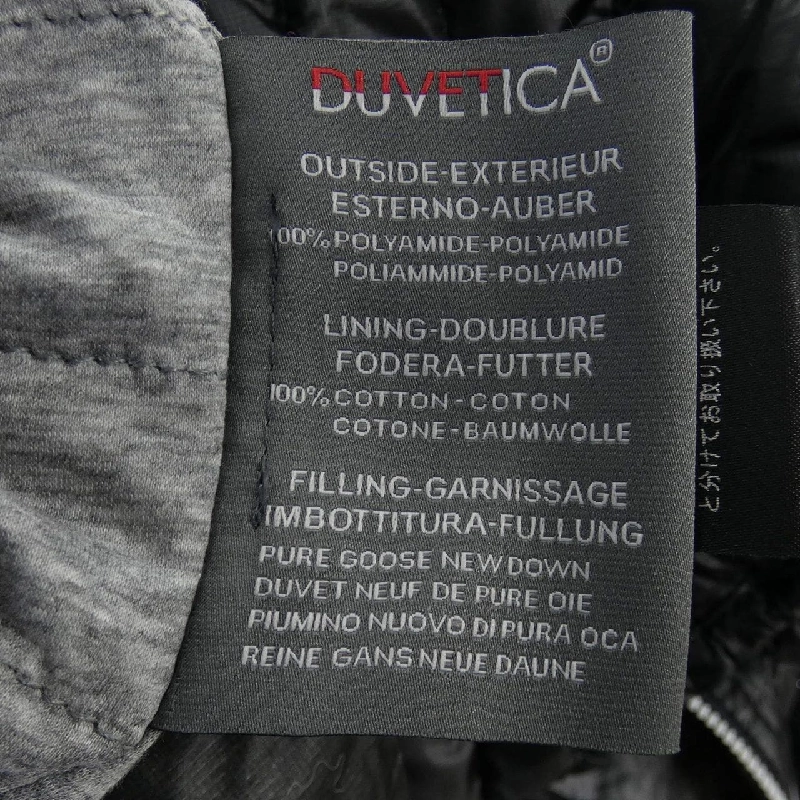 DUVETICA®
OUTSIDE-EXTERIEUR
ESTERNO-AUBER
100% POLYAMIDE-POLYAMIDE
POLIAMMIDE-POLYAMID
LINING-DOUBLURE
FODERA-FUTTER
100% COTTON-COTON
COTONE-BAUMWOLLE
FILLING-GARNISSAGE
IMBOTTITURA-FULLUNG
PURE GOOSE NEW DOWN
DUVET NEUF DE PURE OIE
PIUMINO NUOVO DI PURA OCA
REINE GANS NEUE DAUNE
と分けてお取り扱い下さい。